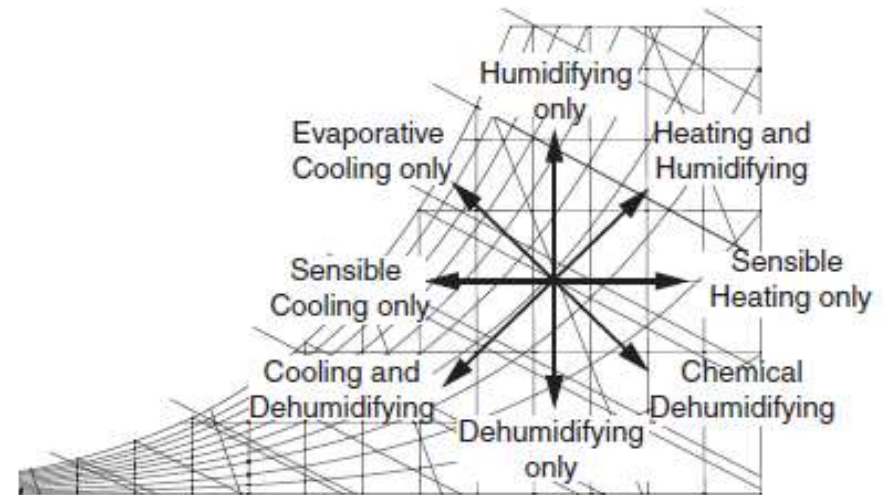 Humidifying
only
Evaporative
Cooling only
Heating and
Humidifying
Sensible
Cooling only
Sensible
Heating only
Cooling and
Dehumidifying
Chemical
Dehumidifying
Dehumidifying
only